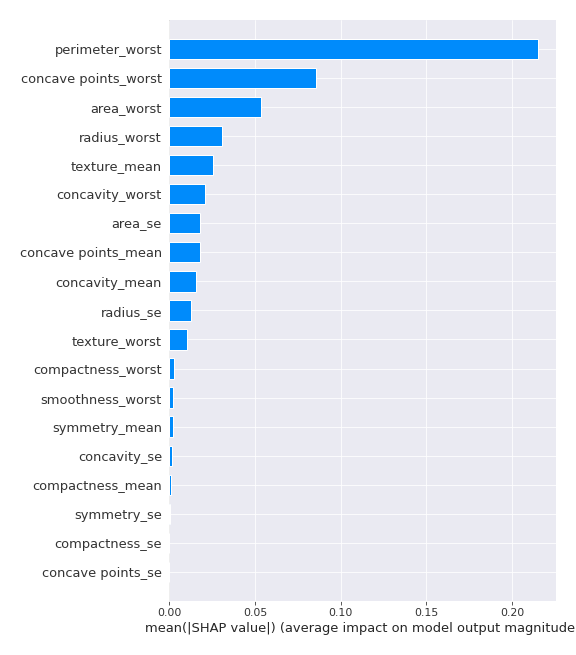 perimeter_worst
concave points_worst
area_worst
radius_worst
texture_mean
concavity_worst
area_se
concave points_mean
concavity_mean
radius_se
texture_worst
compactness_worst
smoothness_worst
symmetry_mean
concavity_se
compactness_mean
symmetry_se
compactness_se
concave points_se
0.00 0.05 0.10 0.15 0.20
mean(|SHAP value|) (average impact on model output magnitude